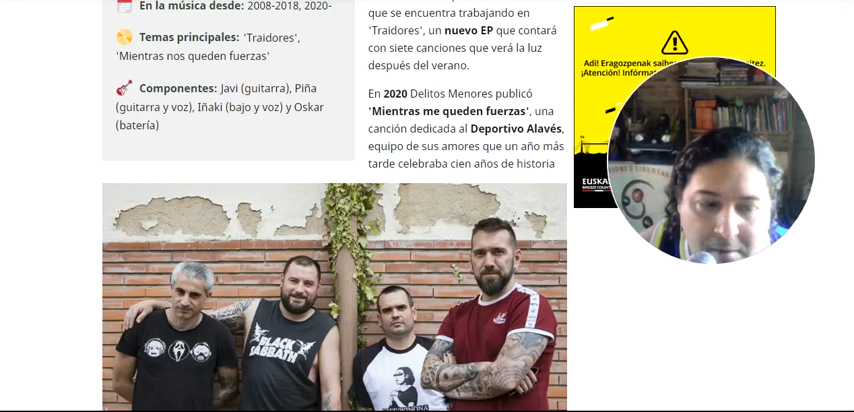 En la música desde: 2008-2018, 2020-
Temas principales: 'Traidores',
'Mientras nos queden fuerzas'
Componentes: Javi (guitarra), Piña
(guitarra y voz), Iñaki (bajo y voz) y Oskar
(batería)
que se encuentra trabajando en
'Traidores', un nuevo EP que contará
con siete canciones que verá la luz
después del verano.
En 2020 Delitos Menores publicó
'Mientras me queden fuerzas', una
canción dedicada al Deportivo Alavés,
equipo de sus amores que un año más
tarde celebraba cien años de historia
Adi! Eragozpenak
¡Atención!
EUSKA
BASQUE COUNT
BLACK
SABBATH